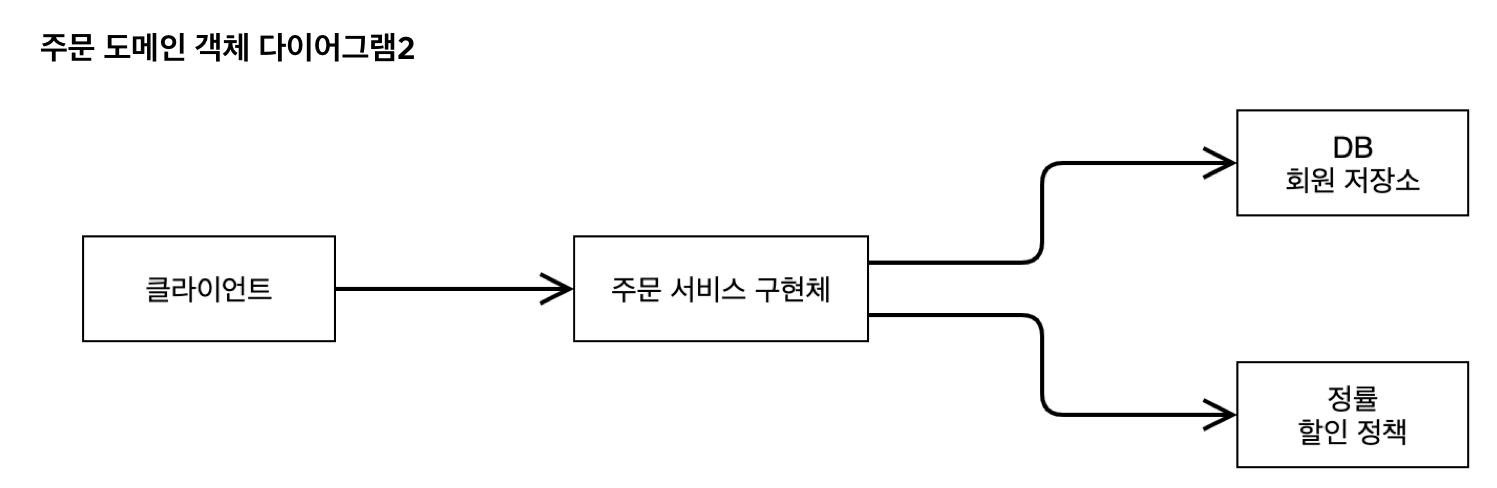 주문 도메인 객체 다이어그램2
클라이언트
주문 서비스 구현체
DB
회원 저장소
정률
할인 정책